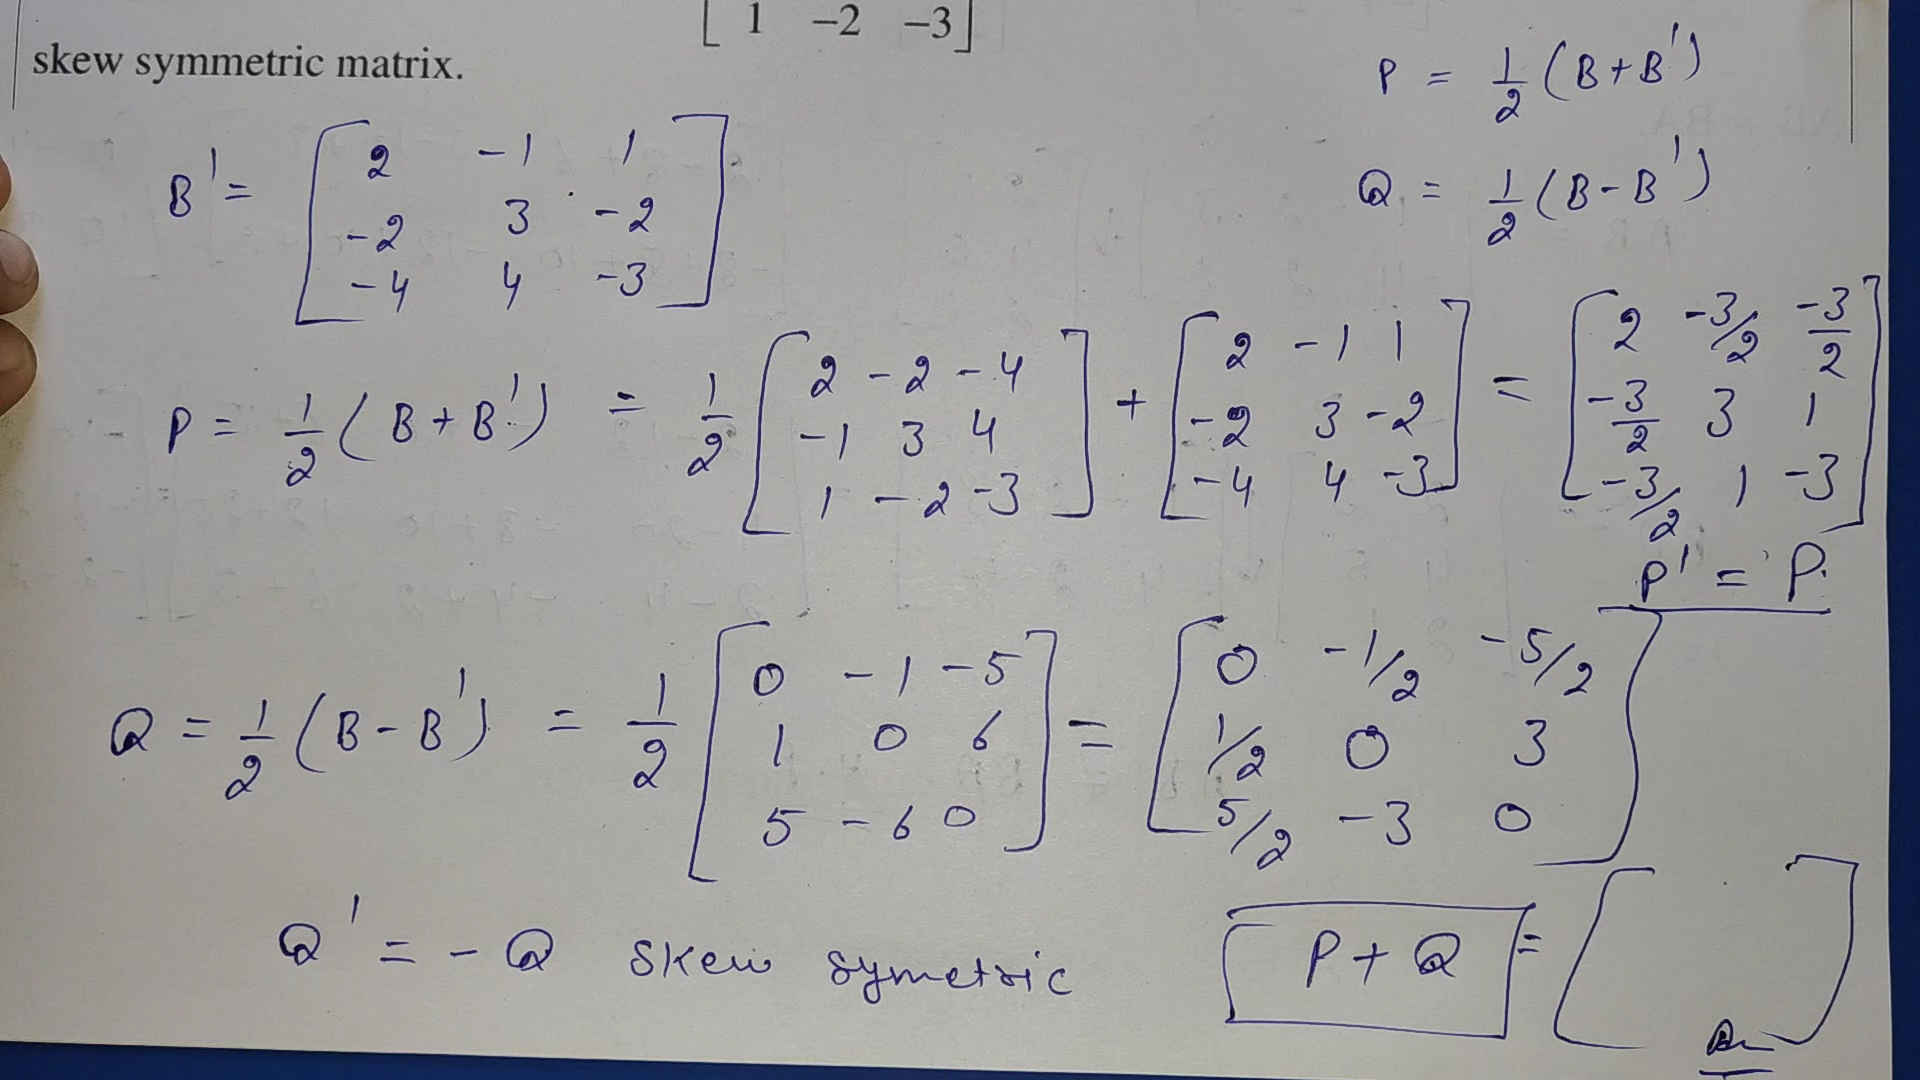 [ 1 −2 −3 ]
skew symmetric matrix.
P = 1/2 (B + B')
Q = 1/2 (B - B')
B' = [ 2 -1 1
-2 3 -2
-4 4 -3 ]
P = 1/2 ( B + B' ) = 1/2 [ 2 -2 -4
-1 3 4
1 -2 -3 ] + [ 2 -1 1
-2 3 -2
-4 4 -3 ] = [ 2 -3/2 -3/2
-3/2 3 1
-3/2 1 -3 ]
P' = P
Q = 1/2 (B - B') = 1/2 [ 0 -1 -5
1 0 6
5 -6 0 ] = [ 0 -1/2 -5/2
1/2 0 3
5/2 -3 0 ]
Q' = - Q skew symetric
P + Q = [ ]